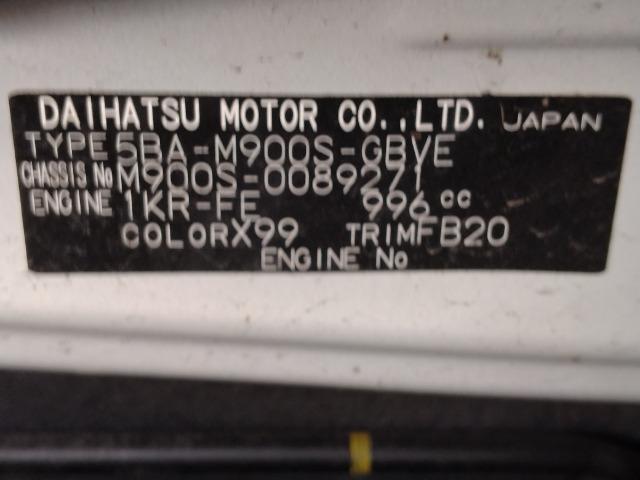 DAIHATSU MOTOR CO.,LTD. JAPAN
TYPE 5BA-M900S-GBVE
CHASSIS No M900S-0089271
ENGINE 1KR-FE 996 cc
COLOR X99 TRIM FB20
ENGINE No